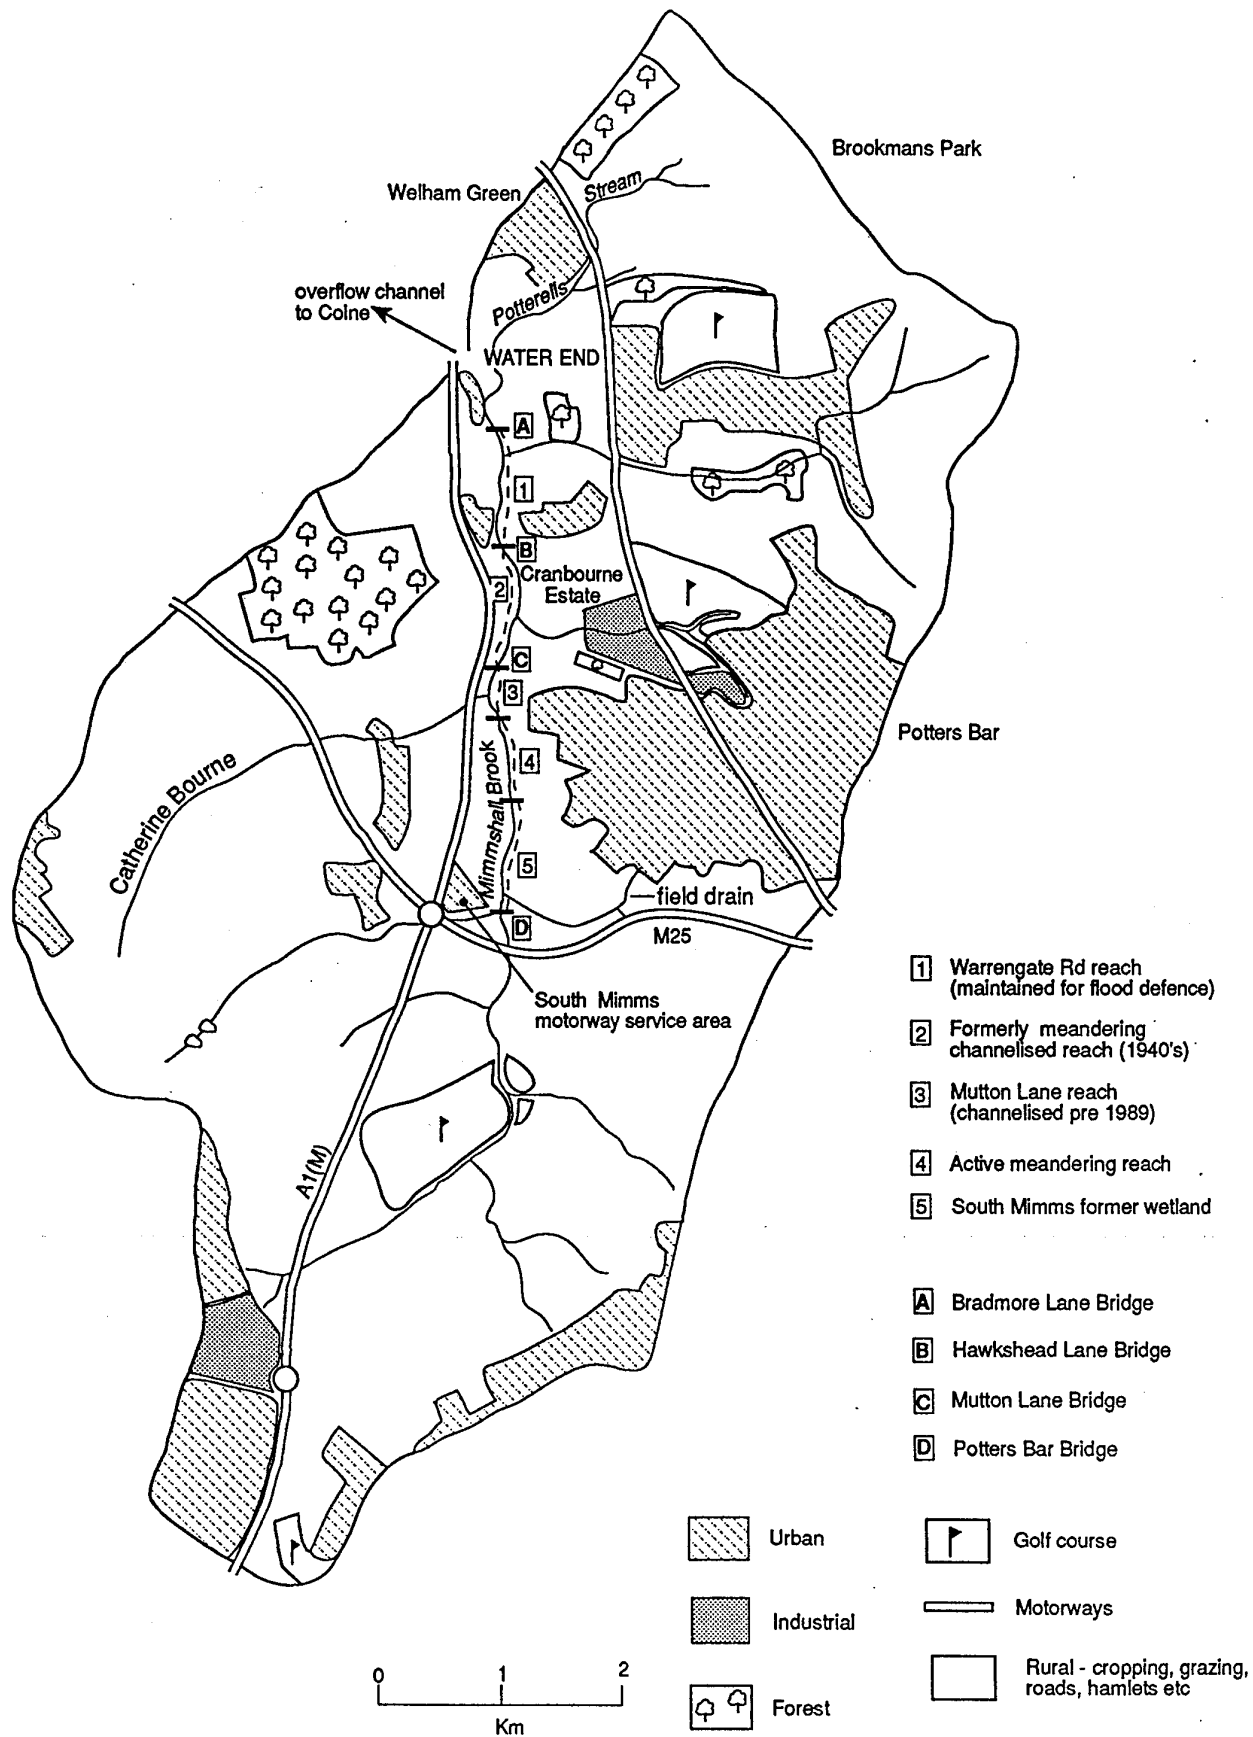 Brookmans Park
Welham Green
Stream
overflow channel
to Colne
Potterells
WATER END
A
1
B
Cranbourne
Estate
2
C
3
Potters Bar
4
Mimmshall Brook
Catherine Bourne
5
field drain
D
M25
South Mimms
motorway service area
A1(M)
1 Warrengate Rd reach
(maintained for flood defence)
2 Formerly meandering
channelised reach (1940's)
3 Mutton Lane reach
(channelised pre 1989)
4 Active meandering reach
5 South Mimms former wetland
A Bradmore Lane Bridge
B Hawkshead Lane Bridge
C Mutton Lane Bridge
D Potters Bar Bridge
Urban
Golf course
Industrial
Motorways
Forest
Rural - cropping, grazing,
roads, hamlets etc
0 1 2
Km